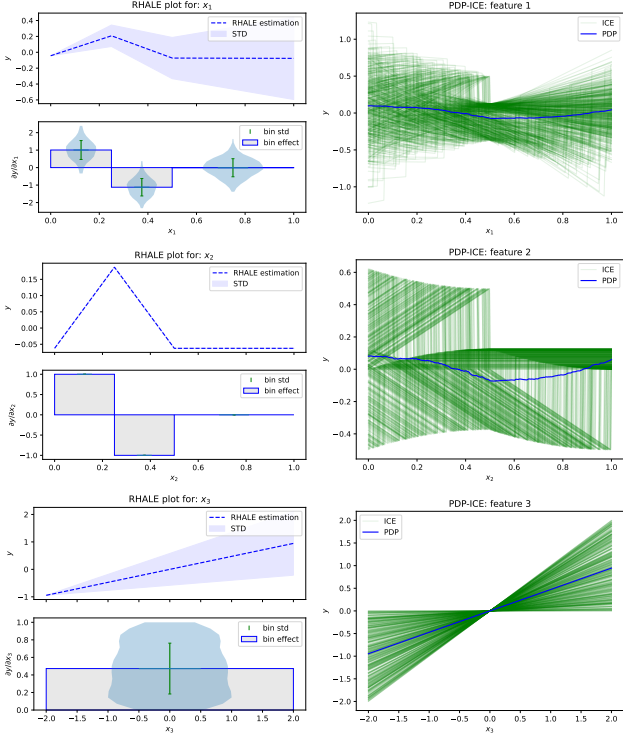 RHALE plot for: x₁
y
0.4
0.2
0.0
−0.2
−0.4
−0.6
RHALE estimation
STD
∂y/∂x₁
2
1
0
−1
−2
bin std
bin effect
0.0 0.2 0.4 0.6 0.8 1.0
x₁
PDP-ICE: feature 1
y
1.0
0.5
0.0
−0.5
−1.0
ICE
PDP
0.0 0.2 0.4 0.6 0.8 1.0
x₁
RHALE plot for: x₂
y
0.15
0.10
0.05
0.00
−0.05
RHALE estimation
STD
∂y/∂x₂
1.0
0.5
0.0
−0.5
−1.0
bin std
bin effect
0.0 0.2 0.4 0.6 0.8 1.0
x₂
PDP-ICE: feature 2
y
0.6
0.4
0.2
0.0
−0.2
−0.4
ICE
PDP
0.0 0.2 0.4 0.6 0.8 1.0
x₂
RHALE plot for: x₃
y
2
1
0
−1
RHALE estimation
STD
∂y/∂x₃
1.0
0.8
0.6
0.4
0.2
0.0
bin std
bin effect
−2.0 −1.5 −1.0 −0.5 0.0 0.5 1.0 1.5 2.0
x₃
PDP-ICE: feature 3
y
2.0
1.5
1.0
0.5
0.0
−0.5
−1.0
−1.5
−2.0
ICE
PDP
−2.0 −1.5 −1.0 −0.5 0.0 0.5 1.0 1.5 2.0
x₃